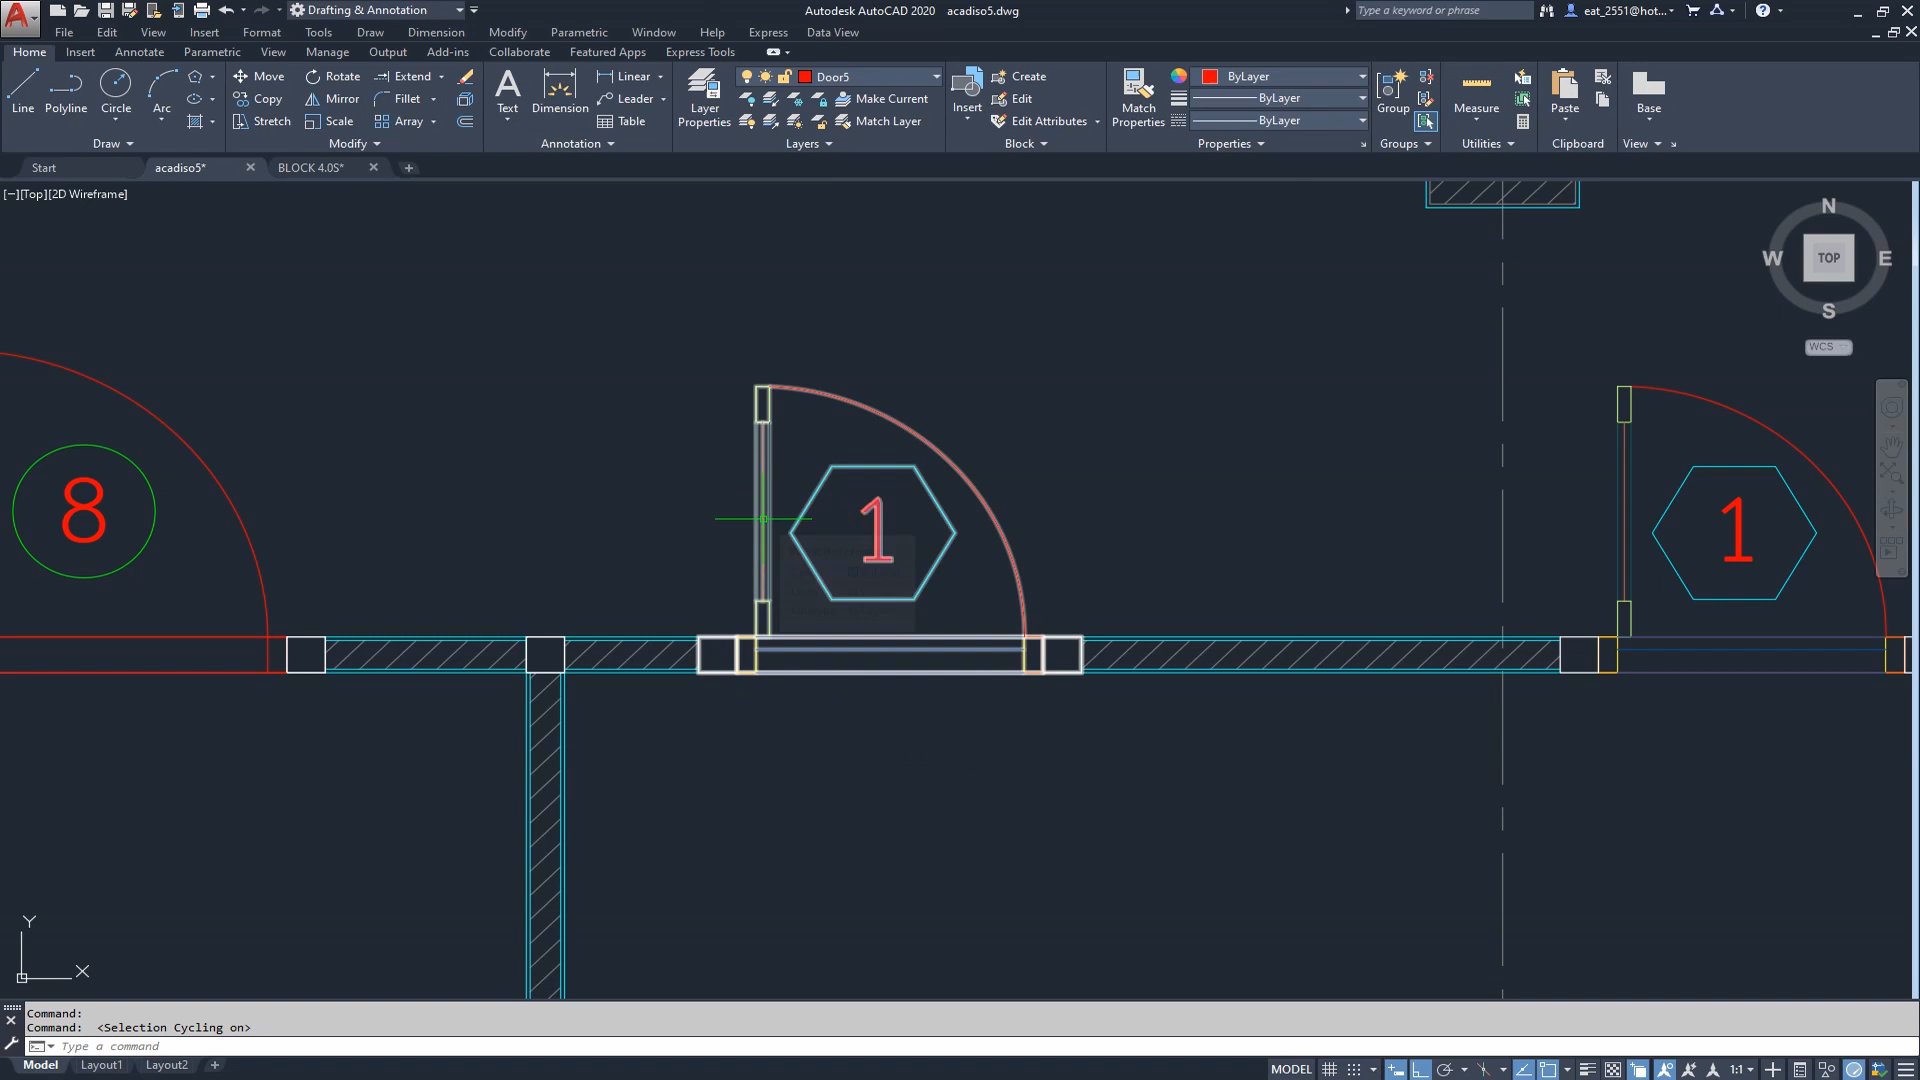 Drafting & Annotation
Autodesk AutoCAD 2020 acadiso5.dwg
Type a keyword or phrase
eat_2551@hot...
File Edit View Insert Format Tools Draw Dimension Modify Parametric Window Help Express Data View
Home Insert Annotate Parametric View Manage Output Add-ins Collaborate Featured Apps Express Tools
Line
Polyline
Circle
Arc
Draw
Move Rotate Extend
Copy Mirror Fillet
Stretch Scale Array
Modify
Text
Dimension
Linear
Leader
Table
Annotation
Layer
Properties
Door5
Make Current
Match Layer
Layers
Insert
Create
Edit
Edit Attributes
Block
Match
Properties
ByLayer
ByLayer
ByLayer
Properties
Group
Groups
Measure
Utilities
Paste
Clipboard
Base
View
Start acadiso5* BLOCK 4.0S*
[−][Top][2D Wireframe]
N
W TOP E
S
WCS
8
1
1
Y
X
Command:
Command: <Selection Cycling on>
Type a command
Model Layout1 Layout2
MODEL
1:1